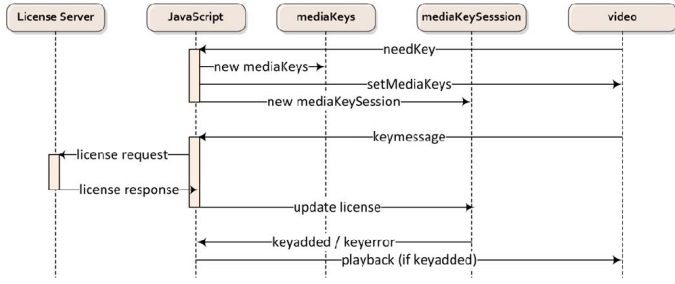 License Server
JavaScript
mediaKeys
mediaKeySesssion
video
needKey
new mediaKeys
setMediaKeys
new mediaKeySession
keymessage
license request
license response
update license
keyadded / keyerror
playback (if keyadded)